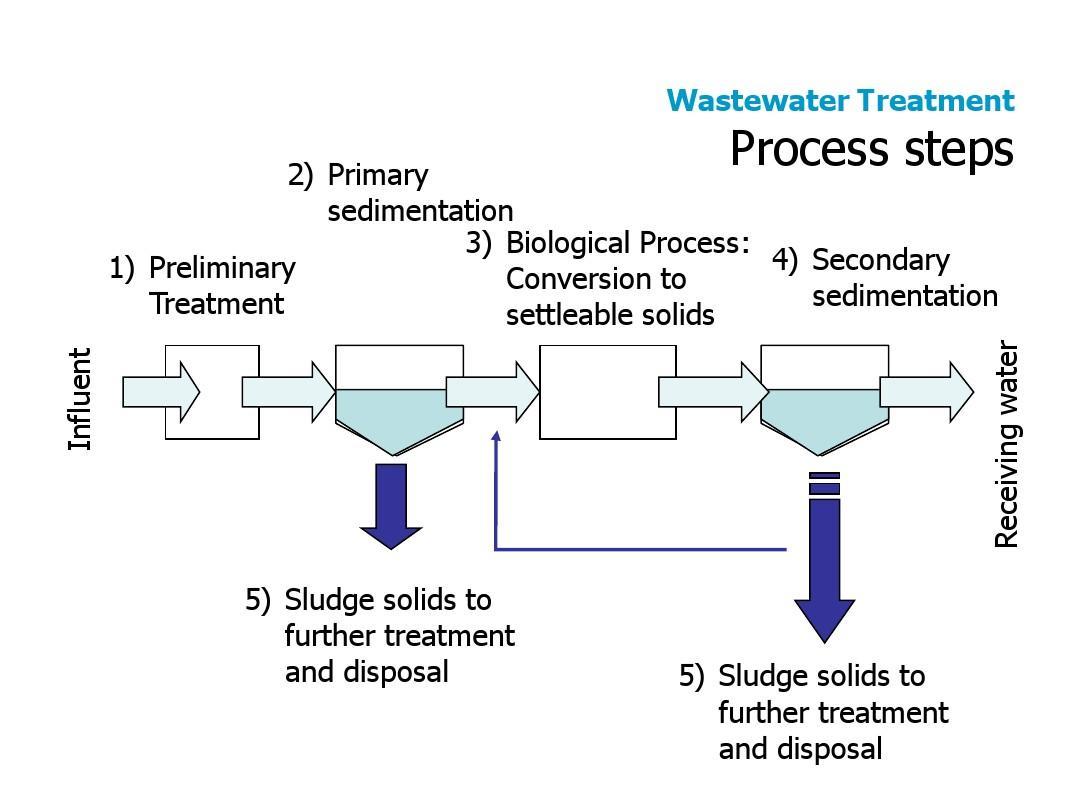 Wastewater Treatment
Process steps
2) Primary
sedimentation
3) Biological Process:
Conversion to
settleable solids
1) Preliminary
Treatment
4) Secondary
sedimentation
Influent
Receiving water
5) Sludge solids to
further treatment
and disposal
5) Sludge solids to
further treatment
and disposal